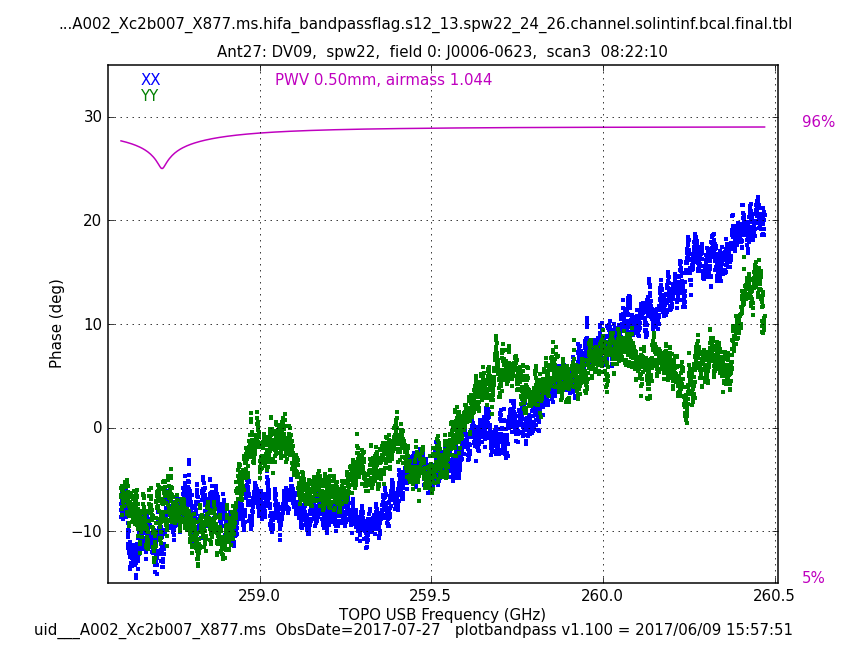 ...A002_Xc2b007_X877.ms.hifa_bandpassflag.s12_13.spw22_24_26.channel.solintinf.bcal.final.tbl
Ant27: DV09, spw22, field 0: J0006-0623, scan3 08:22:10
XX
YY
PWV 0.50mm, airmass 1.044
96%
5%
30
20
10
0
−10
Phase (deg)
259.0
259.5
260.0
260.5
TOPO USB Frequency (GHz)
uid___A002_Xc2b007_X877.ms ObsDate=2017-07-27 plotbandpass v1.100 = 2017/06/09 15:57:51